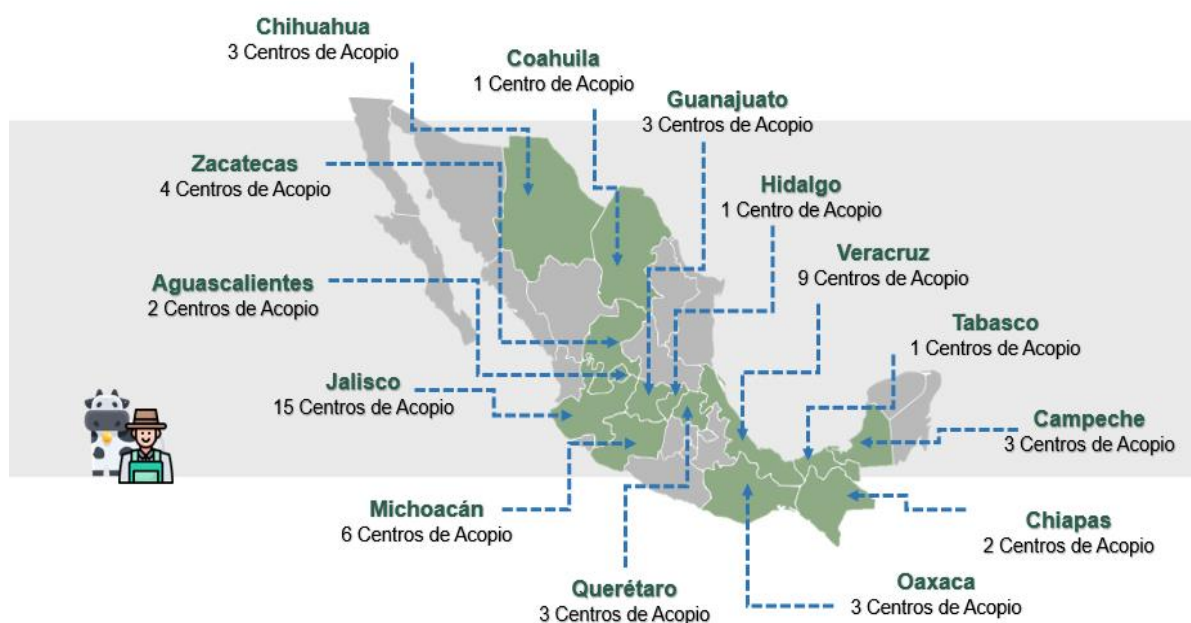 Chihuahua
3 Centros de Acopio
Coahuila
1 Centro de Acopio
Guanajuato
3 Centros de Acopio
Zacatecas
4 Centros de Acopio
Hidalgo
1 Centro de Acopio
Veracruz
9 Centros de Acopio
Aguascalientes
2 Centros de Acopio
Tabasco
1 Centros de Acopio
Jalisco
15 Centros de Acopio
Campeche
3 Centros de Acopio
Michoacán
6 Centros de Acopio
Chiapas
2 Centros de Acopio
Querétaro
3 Centros de Acopio
Oaxaca
3 Centros de Acopio